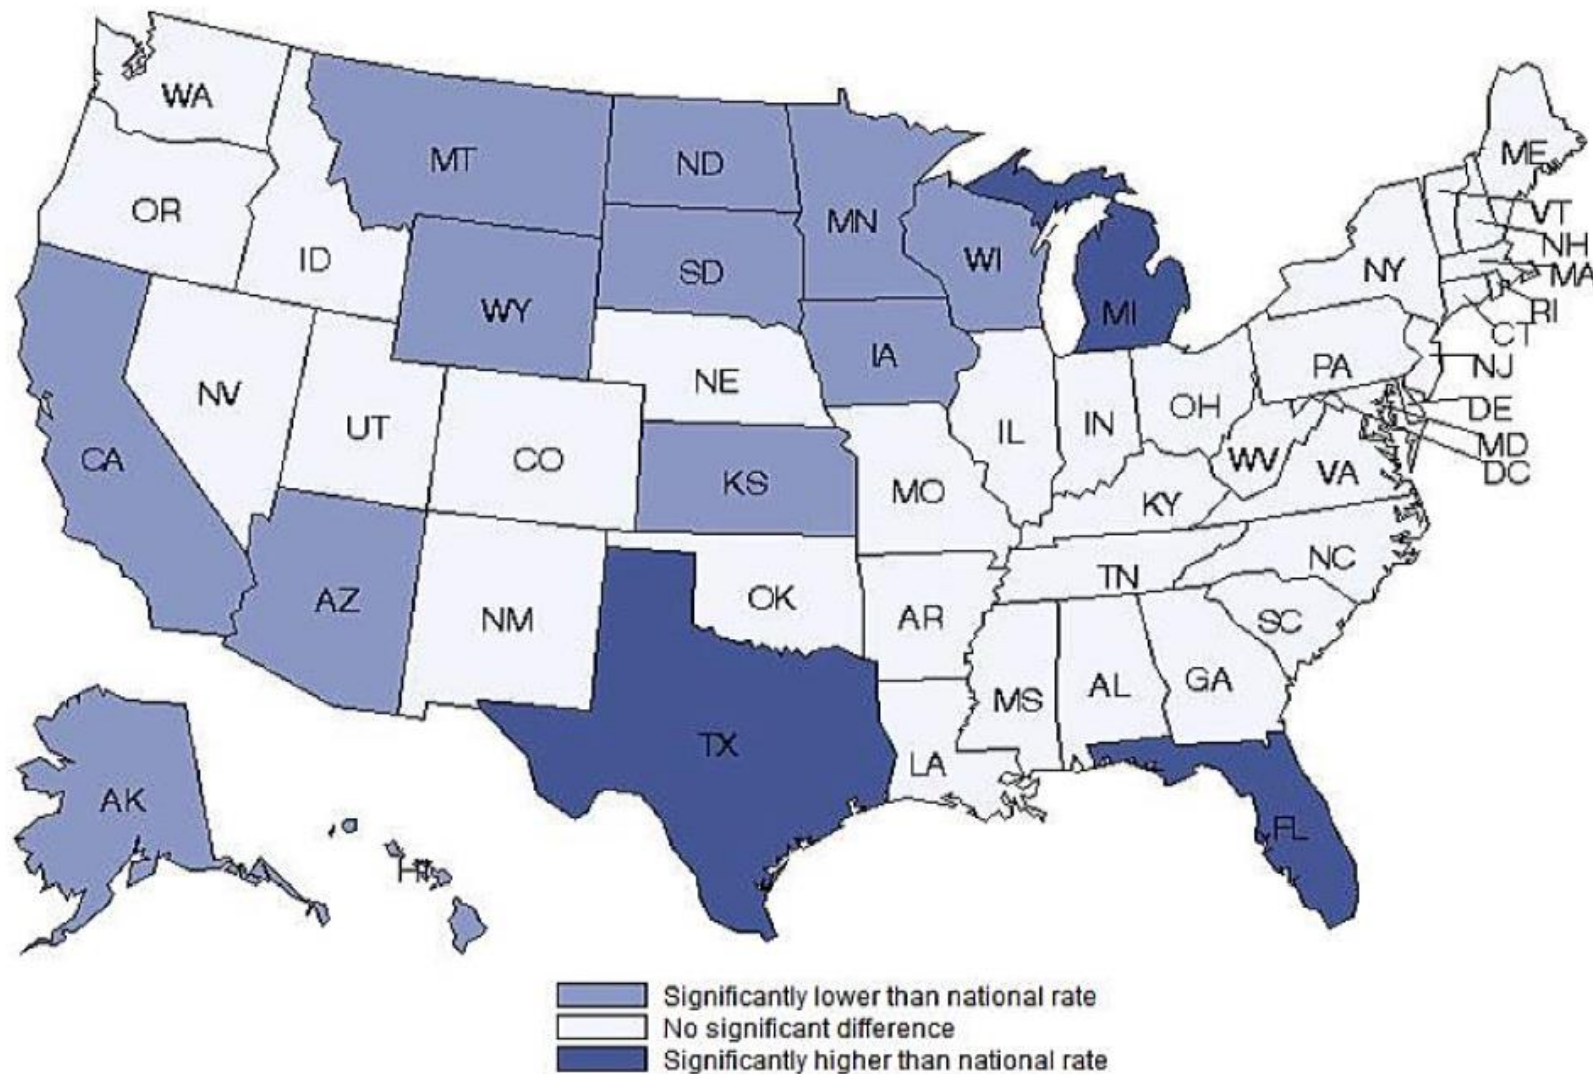 WA
MT
ND
MN
ME
OR
ID
SD
WI
VT
NH
MA
NY
RI
CT
WY
MI
IA
PA
NJ
NV
NE
OH
DE
UT
IL
IN
MD
CA
CO
KS
MO
WV
VA
DC
KY
AZ
NM
OK
AR
TN
NC
SC
MS
AL
GA
TX
LA
AK
FL
HI
Significantly lower than national rate
No significant difference
Significantly higher than national rate